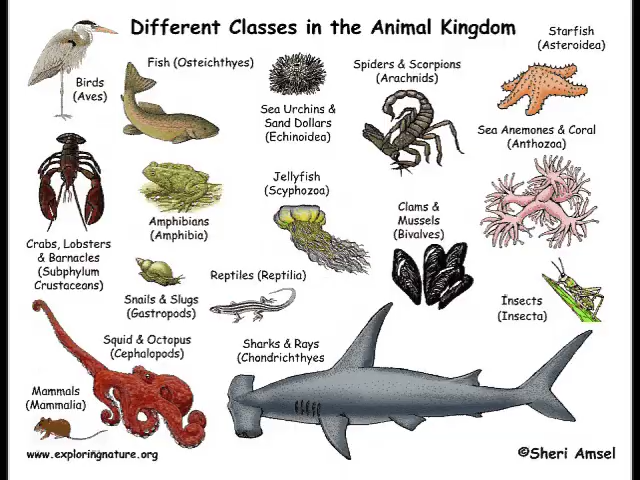 Different Classes in the Animal Kingdom
Birds
(Aves)
Fish (Osteichthyes)
Sea Urchins &
Sand Dollars
(Echinoidea)
Spiders & Scorpions
(Arachnids)
Starfish
(Asteroidea)
Sea Anemones & Coral
(Anthozoa)
Crabs, Lobsters
& Barnacles
(Subphylum
Crustaceans)
Amphibians
(Amphibia)
Jellyfish
(Scyphozoa)
Clams &
Mussels
(Bivalves)
Snails & Slugs
(Gastropods)
Reptiles (Reptilia)
Insects
(Insecta)
Squid & Octopus
(Cephalopods)
Sharks & Rays
(Chondrichthyes
Mammals
(Mammalia)
www.exploringnature.org
©Sheri Amsel